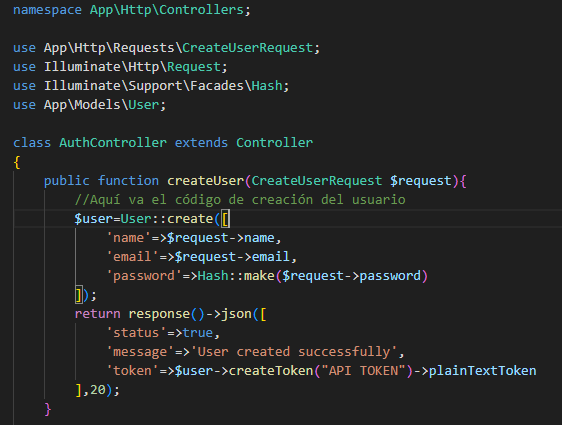 namespace App\Http\Controllers;
use App\Http\Requests\CreateUserRequest;
use Illuminate\Http\Request;
use Illuminate\Support\Facades\Hash;
use App\Models\User;
class AuthController extends Controller
{
public function createUser(CreateUserRequest $request){
//Aquí va el código de creación del usuario
$user=User::create([
'name'=>$request->name,
'email'=>$request->email,
'password'=>Hash::make($request->password)
]);
return response()->json([
'status'=>true,
'message'=>'User created successfully',
'token'=>$user->createToken("API TOKEN")->plainTextToken
],20);
}